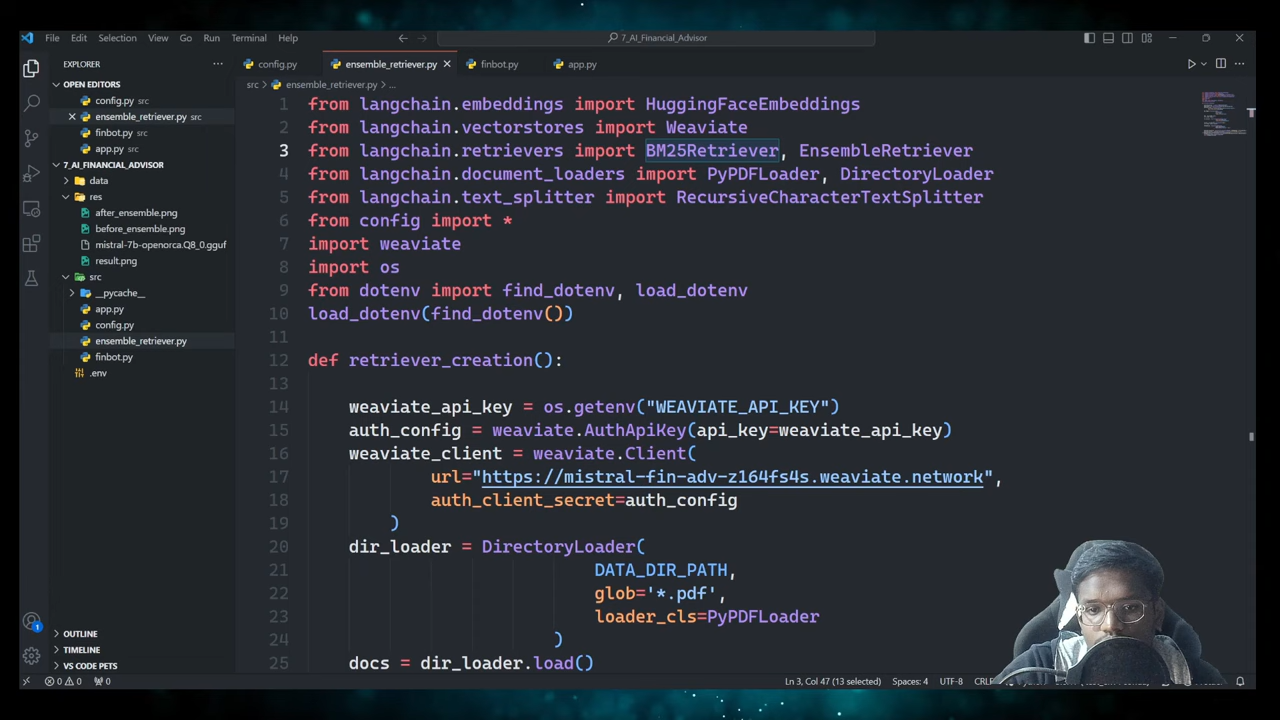 File Edit Selection View Go Run Terminal Help
7_AI_Financial_Advisor
EXPLORER
config.py
ensemble_retriever.py
finbot.py
app.py
OPEN EDITORS
config.py src
ensemble_retriever.py src
finbot.py src
app.py src
7_AI_FINANCIAL_ADVISOR
data
res
after_ensemble.png
before_ensemble.png
mistral-7b-openorca.Q8_0.gguf
result.png
src
__pycache__
app.py
config.py
ensemble_retriever.py
finbot.py
.env
OUTLINE
TIMELINE
VS CODE PETS
src > ensemble_retriever.py > ...
1 from langchain.embeddings import HuggingFaceEmbeddings
2 from langchain.vectorstores import Weaviate
3 from langchain.retrievers import BM25Retriever, EnsembleRetriever
4 from langchain.document_loaders import PyPDFLoader, DirectoryLoader
5 from langchain.text_splitter import RecursiveCharacterTextSplitter
6 from config import *
7 import weaviate
8 import os
9 from dotenv import find_dotenv, load_dotenv
10 load_dotenv(find_dotenv())
11
12 def retriever_creation():
13
14 weaviate_api_key = os.getenv("WEAVIATE_API_KEY")
15 auth_config = weaviate.AuthApiKey(api_key=weaviate_api_key)
16 weaviate_client = weaviate.Client(
17 url="https://mistral-fin-adv-z164fs4s.weaviate.network",
18 auth_client_secret=auth_config
19 )
20 dir_loader = DirectoryLoader(
21 DATA_DIR_PATH,
22 glob='*.pdf',
23 loader_cls=PyPDFLoader
24 )
25 docs = dir_loader.load()
1
0 0 0
Ln 3, Col 47 (13 selected) Spaces: 4 UTF-8 CRLF